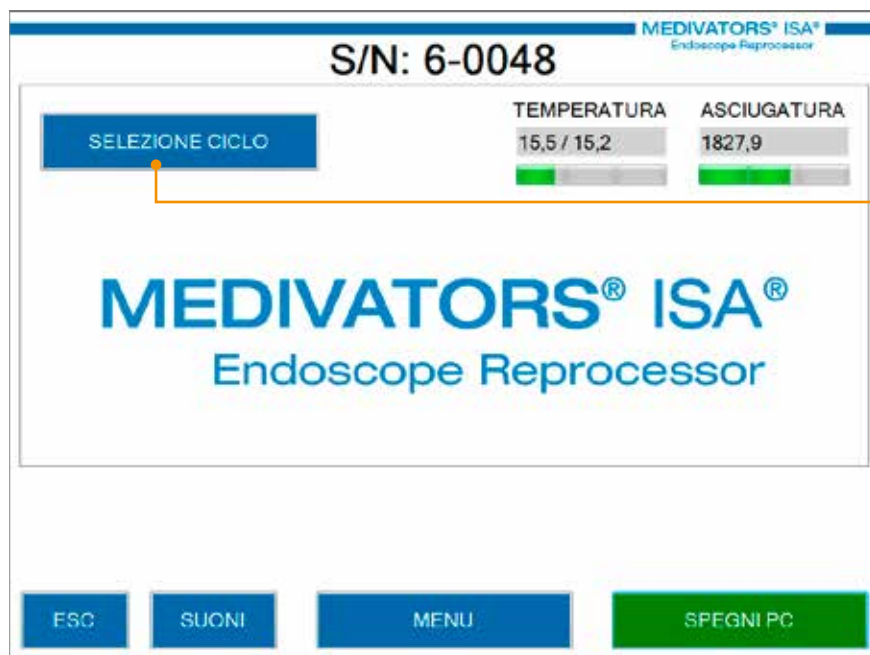 MEDIVATORS® ISA®
Endoscope Reprocessor
S/N: 6-0048
SELEZIONE CICLO
TEMPERATURA
15,5 / 15,2
ASCIUGATURA
1827,9
MEDIVATORS® ISA®
Endoscope Reprocessor
ESC
SUONI
MENU
SPEGNI PC